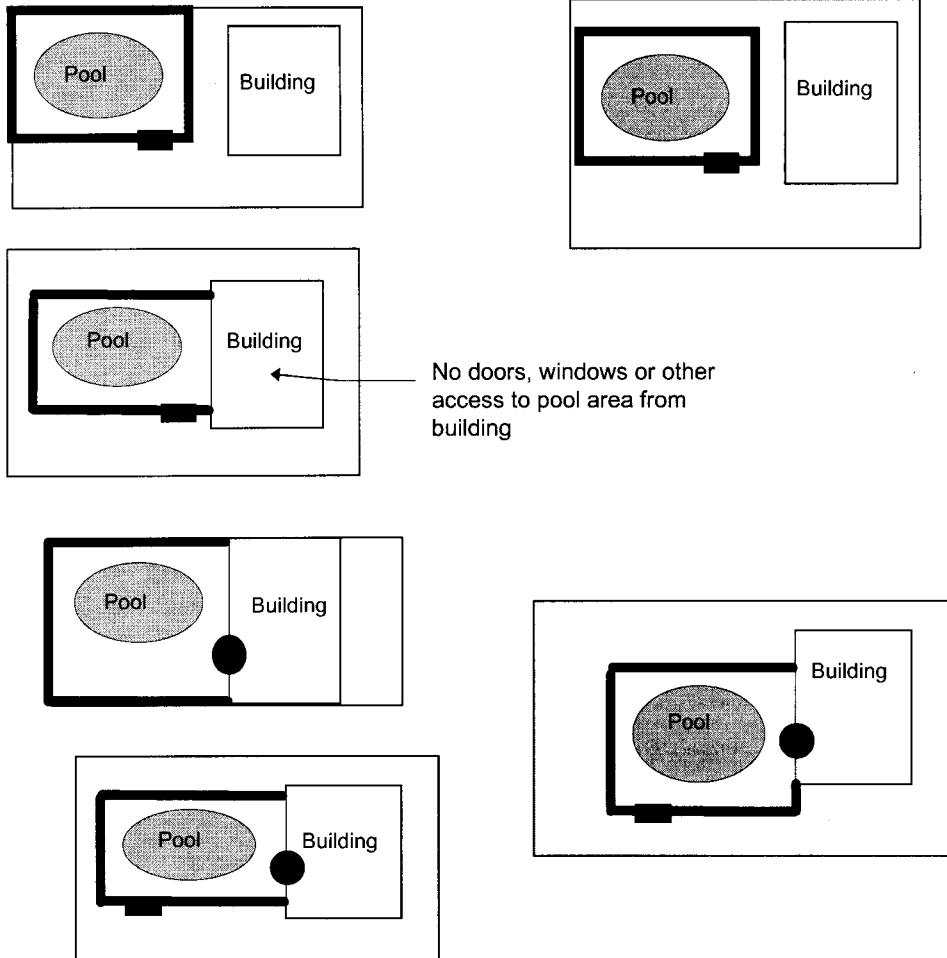 Pool
Building
Pool
Building
Pool
Building
No doors, windows or other
access to pool area from
building
Pool
Building
Building
Pool
Pool
Building